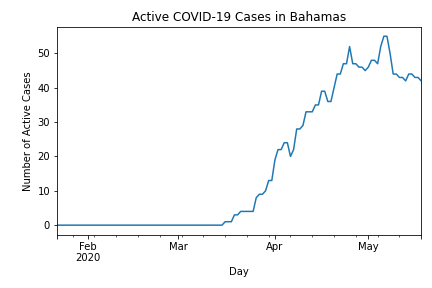 Active COVID-19 Cases in Bahamas
Number of Active Cases
50
40
30
20
10
0
Feb
2020
Mar
Apr
May
Day